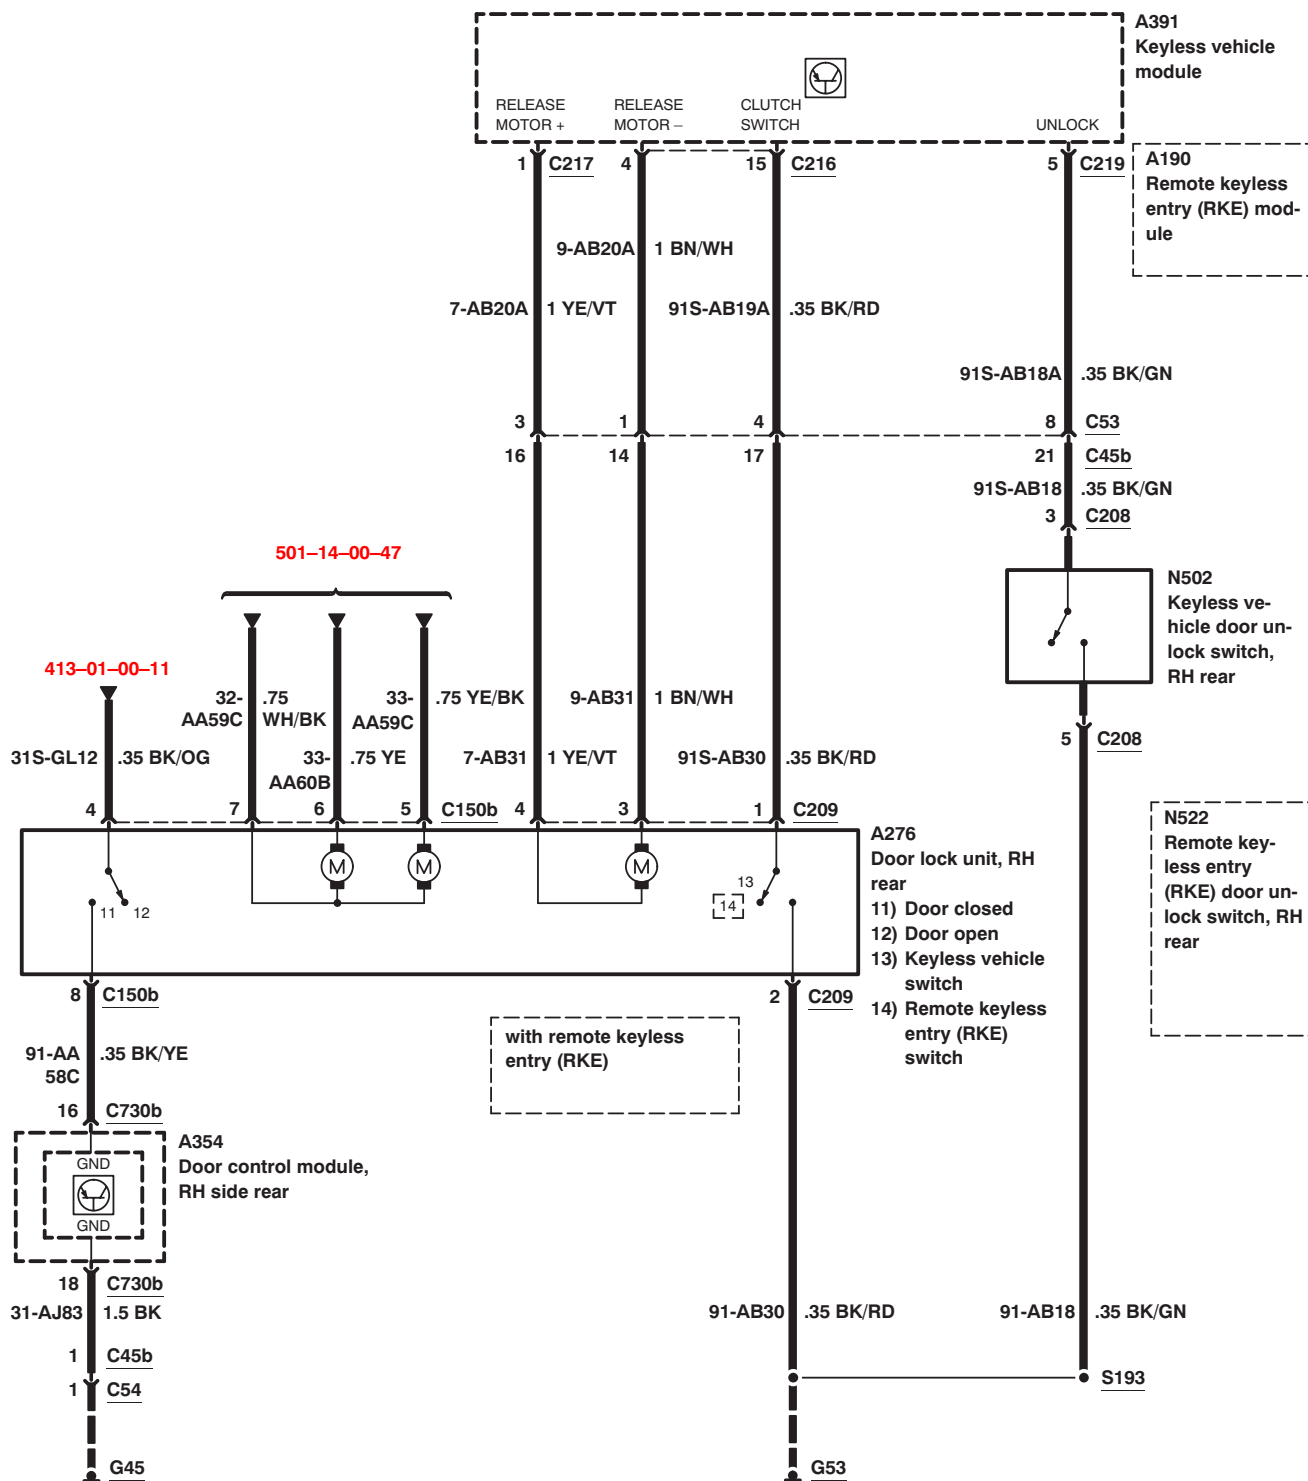 A391
Keyless vehicle
module
RELEASE
MOTOR +
RELEASE
MOTOR –
CLUTCH
SWITCH
UNLOCK
1 C217
4
15 C216
5 C219
A190
Remote keyless
entry (RKE) mod-
ule
9-AB20A 1 BN/WH
7-AB20A 1 YE/VT
91S-AB19A .35 BK/RD
91S-AB18A .35 BK/GN
3 1 4 8 C53
16 14 17 21 C45b
91S-AB18 .35 BK/GN
3 C208
501–14–00–47
N502
Keyless ve-
hicle door un-
lock switch,
RH rear
413–01–00–11
32-
AA59C
.75
WH/BK
33-
AA59C
.75 YE/BK
9-AB31 1 BN/WH
5 C208
31S-GL12 .35 BK/OG
33-
AA60B
.75 YE
7-AB31 1 YE/VT
91S-AB30 .35 BK/RD
4 7 6 5 C150b 4 3 1 C209
N522
Remote key-
less entry
(RKE) door un-
lock switch, RH
rear
A276
Door lock unit, RH
rear
11) Door closed
12) Door open
13) Keyless vehicle
switch
14) Remote keyless
entry (RKE)
switch
M M M
13
14
11 12
8 C150b
2 C209
with remote keyless
entry (RKE)
91-AA
58C
.35 BK/YE
16 C730b
A354
Door control module,
RH side rear
GND
GND
18 C730b
31-AJ83 1.5 BK
91-AB30 .35 BK/RD
91-AB18 .35 BK/GN
1 C45b
1 C54
S193
G45
G53